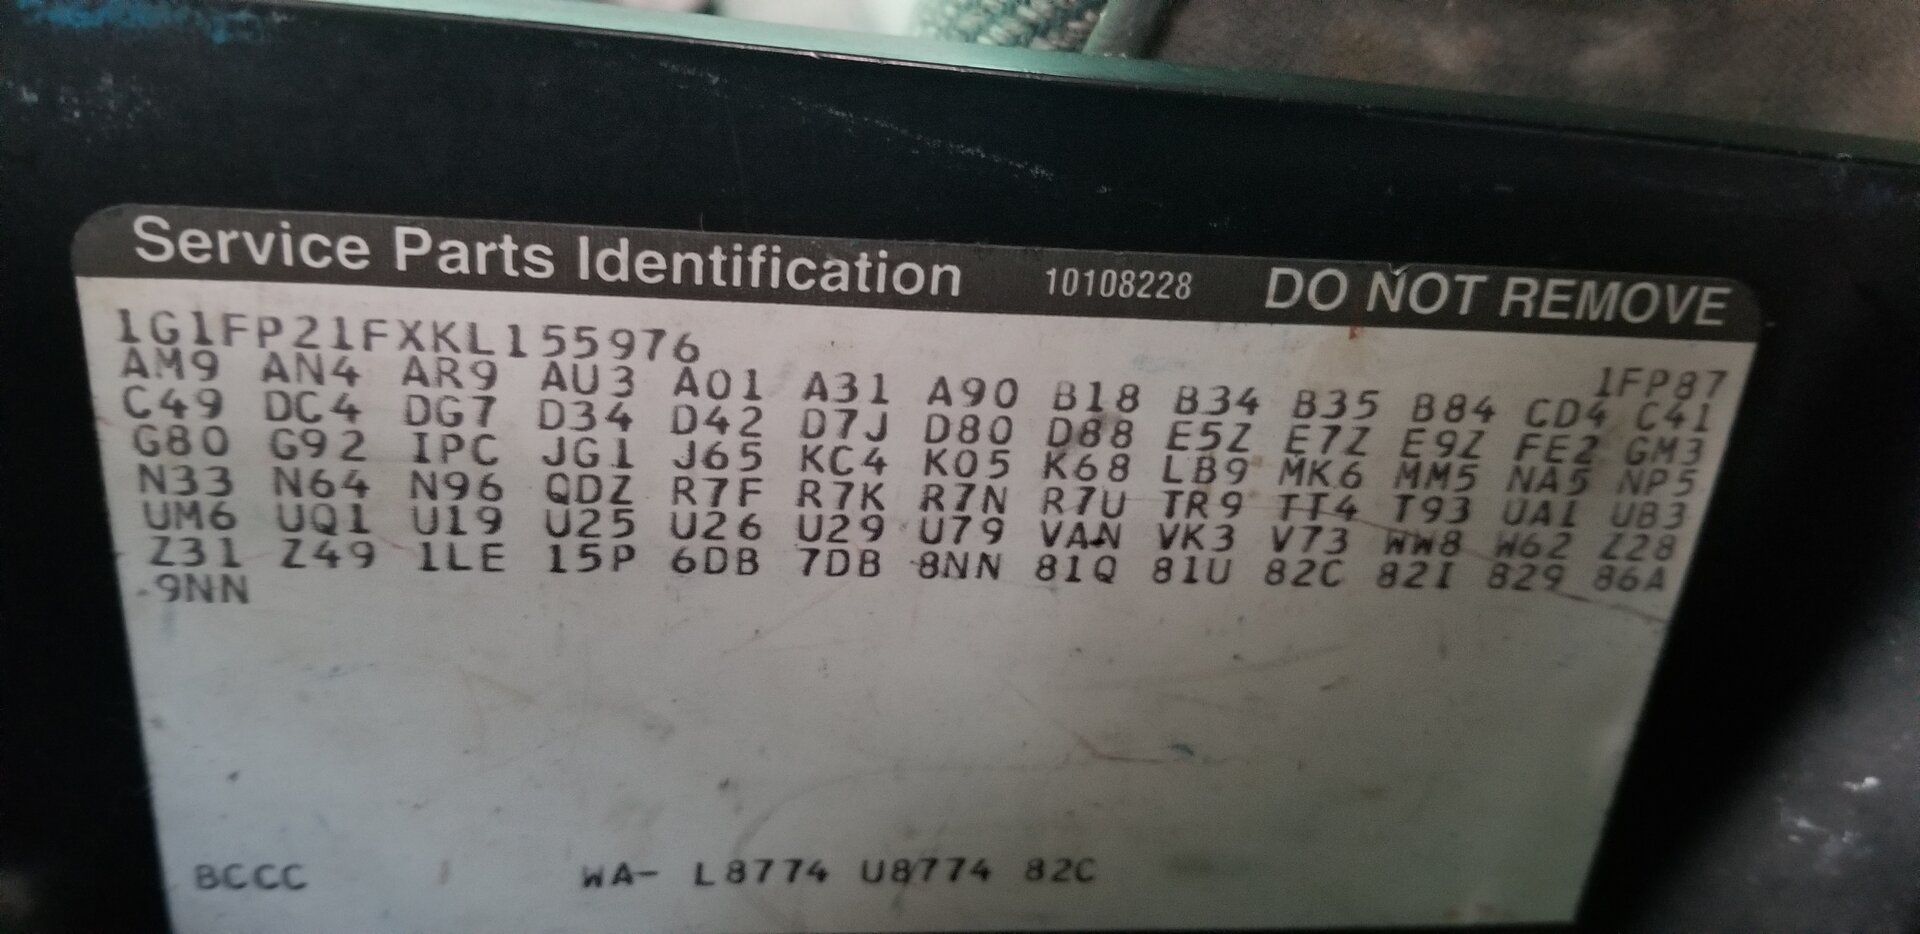 Service Parts Identification 10108228 DO NOT REMOVE
1G1FP21FXKL155976 1FP87
AM9 AN4 AR9 AU3 A01 A31 A90 B18 B34 B35 B84 CD4 C41
C49 DC4 DG7 D34 D42 D7J D80 D88 E5Z E7Z E9Z FE2 GM3
G80 G92 IPC JG1 J65 KC4 K05 K68 LB9 MK6 MM5 NA5 NP5
N33 N64 N96 QDZ R7F R7K R7N R7U TR9 TT4 T93 UA1 UB3
UM6 UQ1 U19 U25 U26 U29 U79 VAN VK3 V73 WW8 W62 Z28
Z31 Z49 1LE 15P 6DB 7DB 8NN 81Q 81U 82C 82I 829 86A
9NN
BCCC WA- L8774 U8774 82C